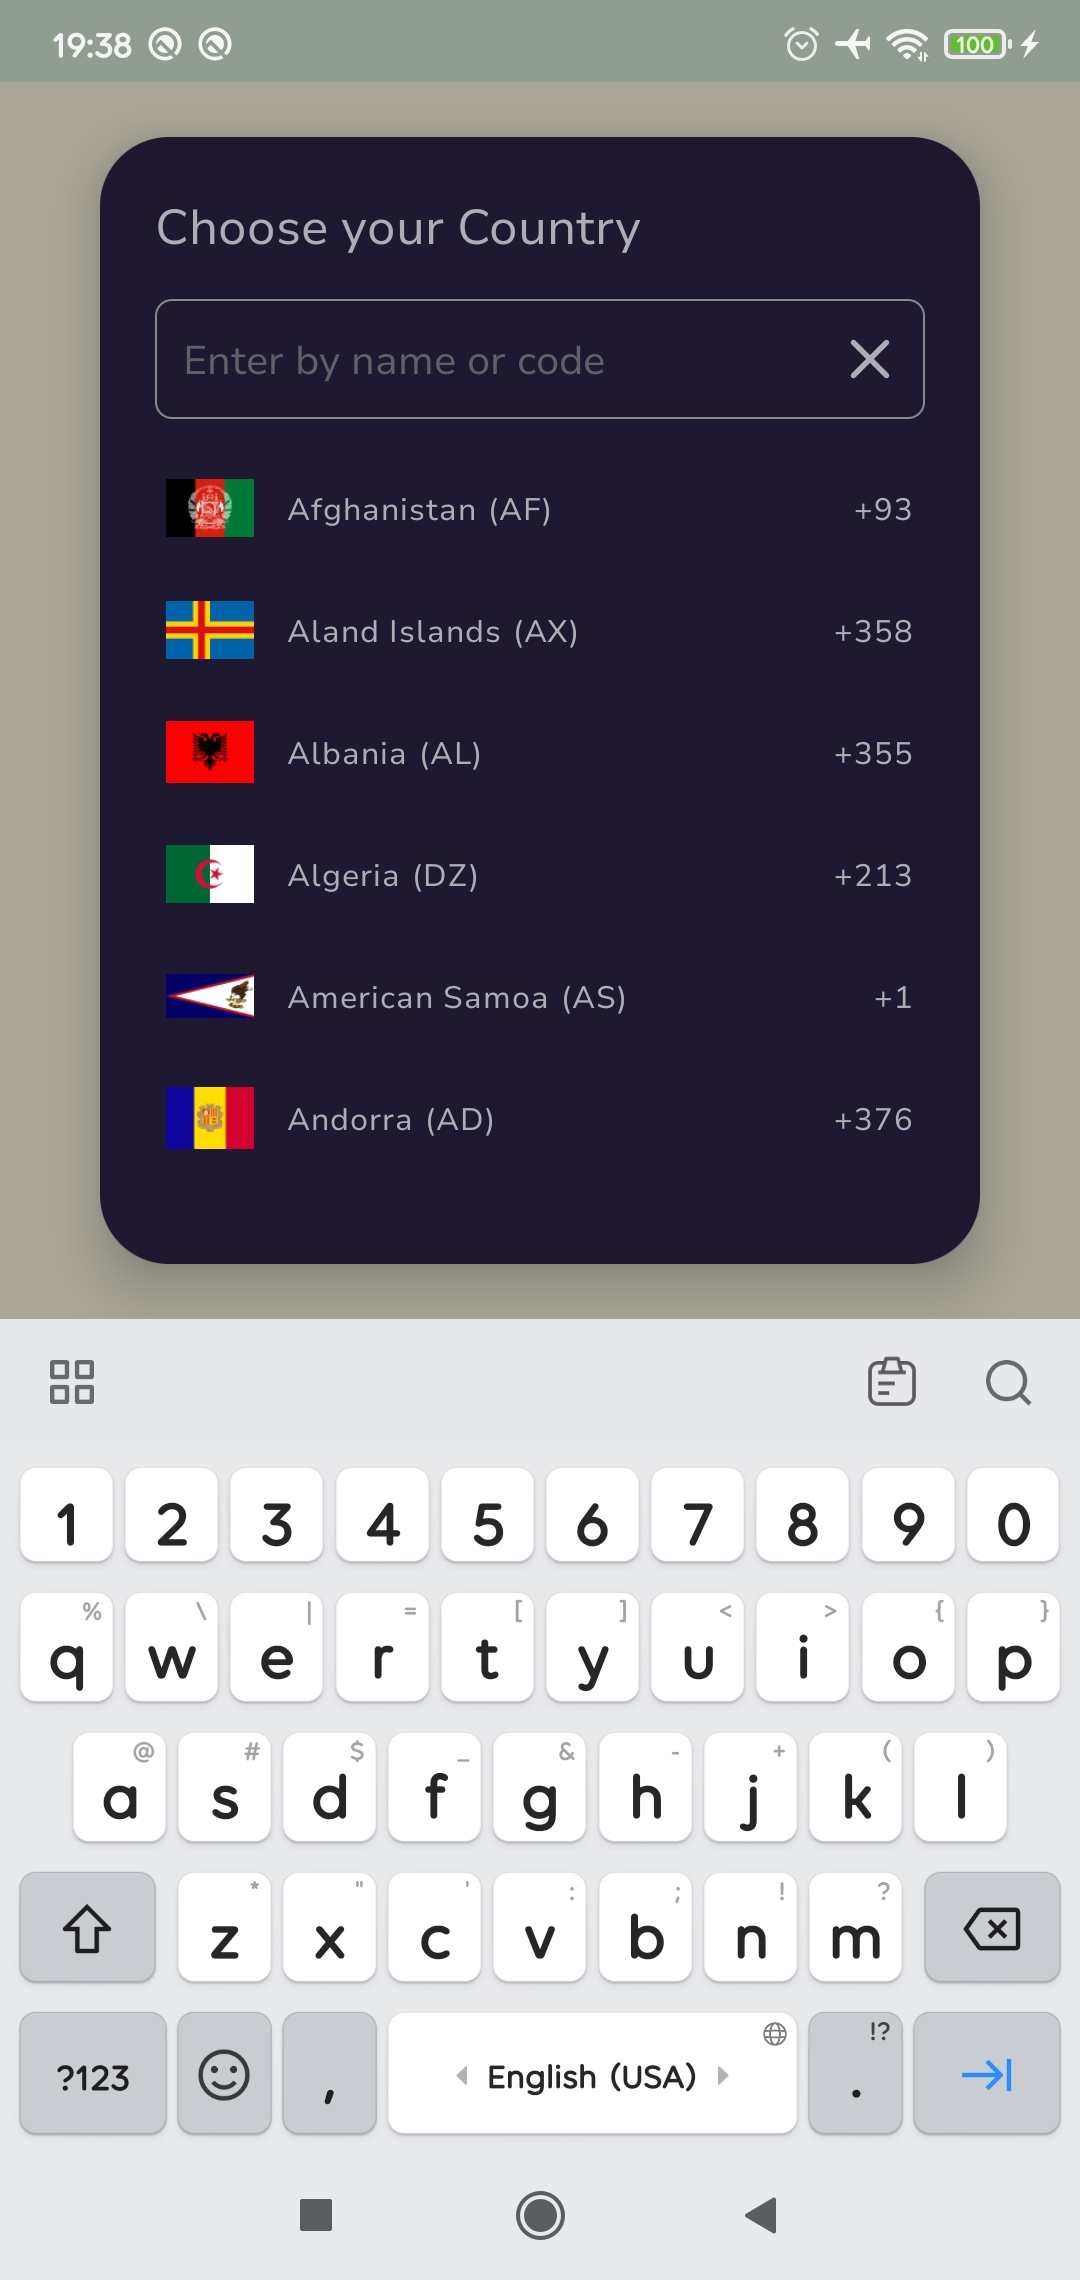 19:38 100
Choose your Country
Enter by name or code
Afghanistan (AF) +93
Aland Islands (AX) +358
Albania (AL) +355
Algeria (DZ) +213
American Samoa (AS) +1
Andorra (AD) +376
1 2 3 4 5 6 7 8 9 0
% \ | = [ ] < > { }
q w e r t y u i o p
@ # $ _ & - + ( )
a s d f g h j k l
* " ' : ; ! ?
z x c v b n m
!?
?123 , English (USA) .